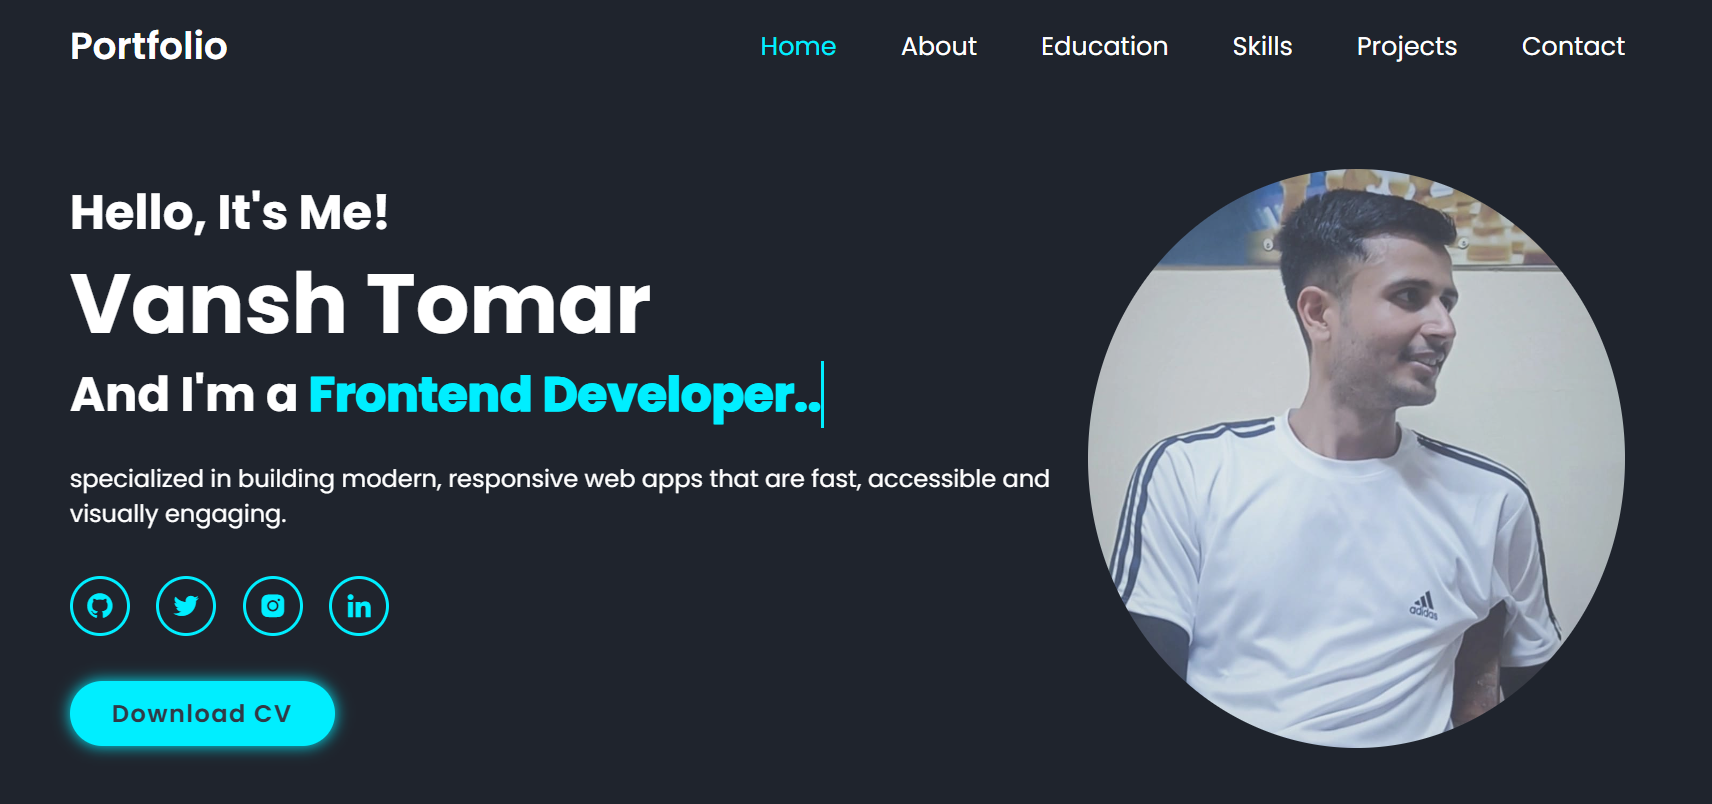 Portfolio
Home About Education Skills Projects Contact
Hello, It's Me!
Vansh Tomar
And I'm a Frontend Developer..
specialized in building modern, responsive web apps that are fast, accessible and
visually engaging.
in
Download CV
adidas